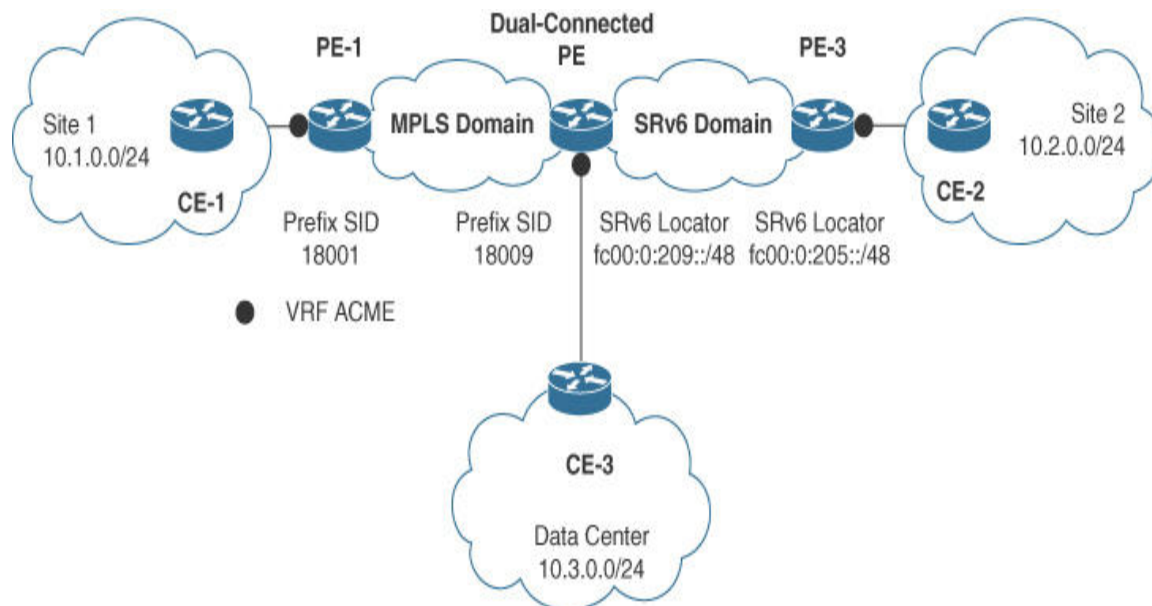 Dual-Connected
PE
PE-1
PE-3
Site 1
10.1.0.0/24
CE-1
MPLS Domain
SRv6 Domain
Site 2
10.2.0.0/24
CE-2
Prefix SID
18001
Prefix SID
18009
SRv6 Locator
fc00:0:209::/48
SRv6 Locator
fc00:0:205::/48
VRF ACME
CE-3
Data Center
10.3.0.0/24